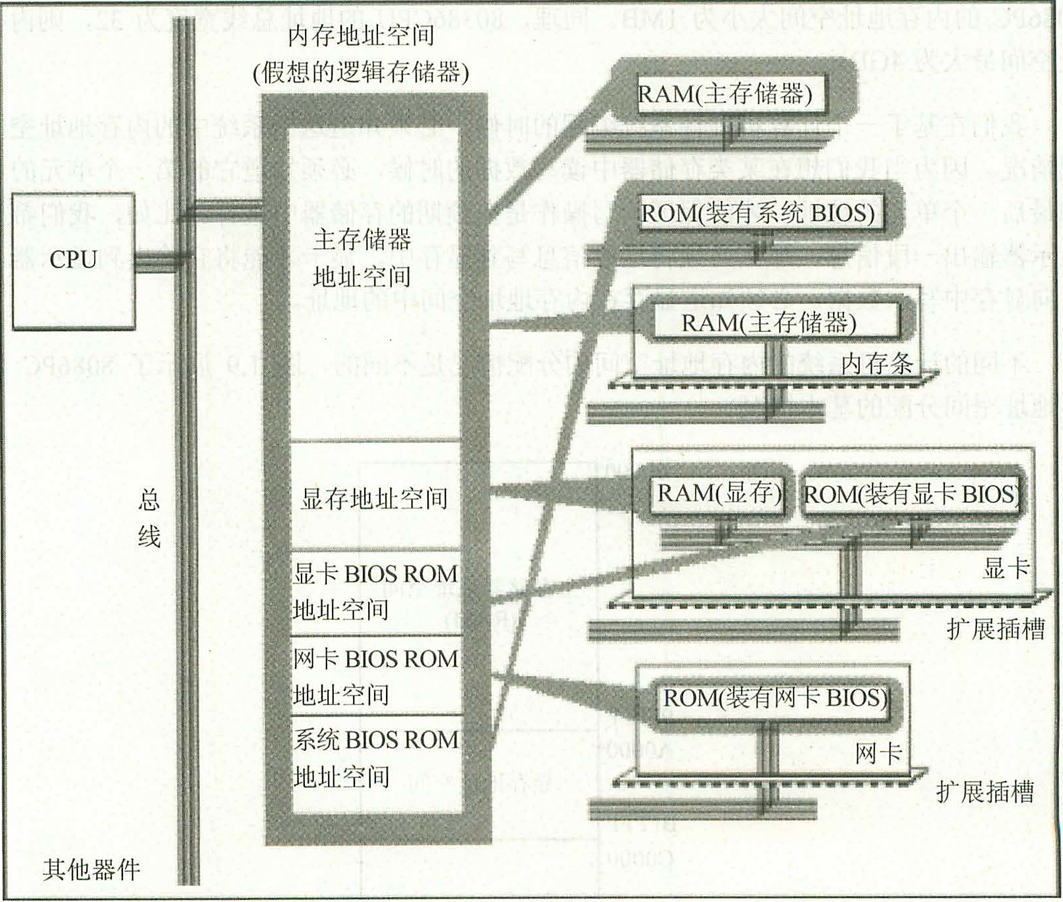 内存地址空间
(假想的逻辑存储器)
CPU
总
线
其他器件
主存储器
地址空间
显存地址空间
显卡 BIOS ROM
地址空间
网卡 BIOS ROM
地址空间
系统 BIOS ROM
地址空间
RAM(主存储器)
ROM(装有系统 BIOS)
RAM(主存储器)
内存条
RAM(显存)
ROM(装有显卡 BIOS)
显卡
扩展插槽
ROM(装有网卡 BIOS)
网卡
扩展插槽